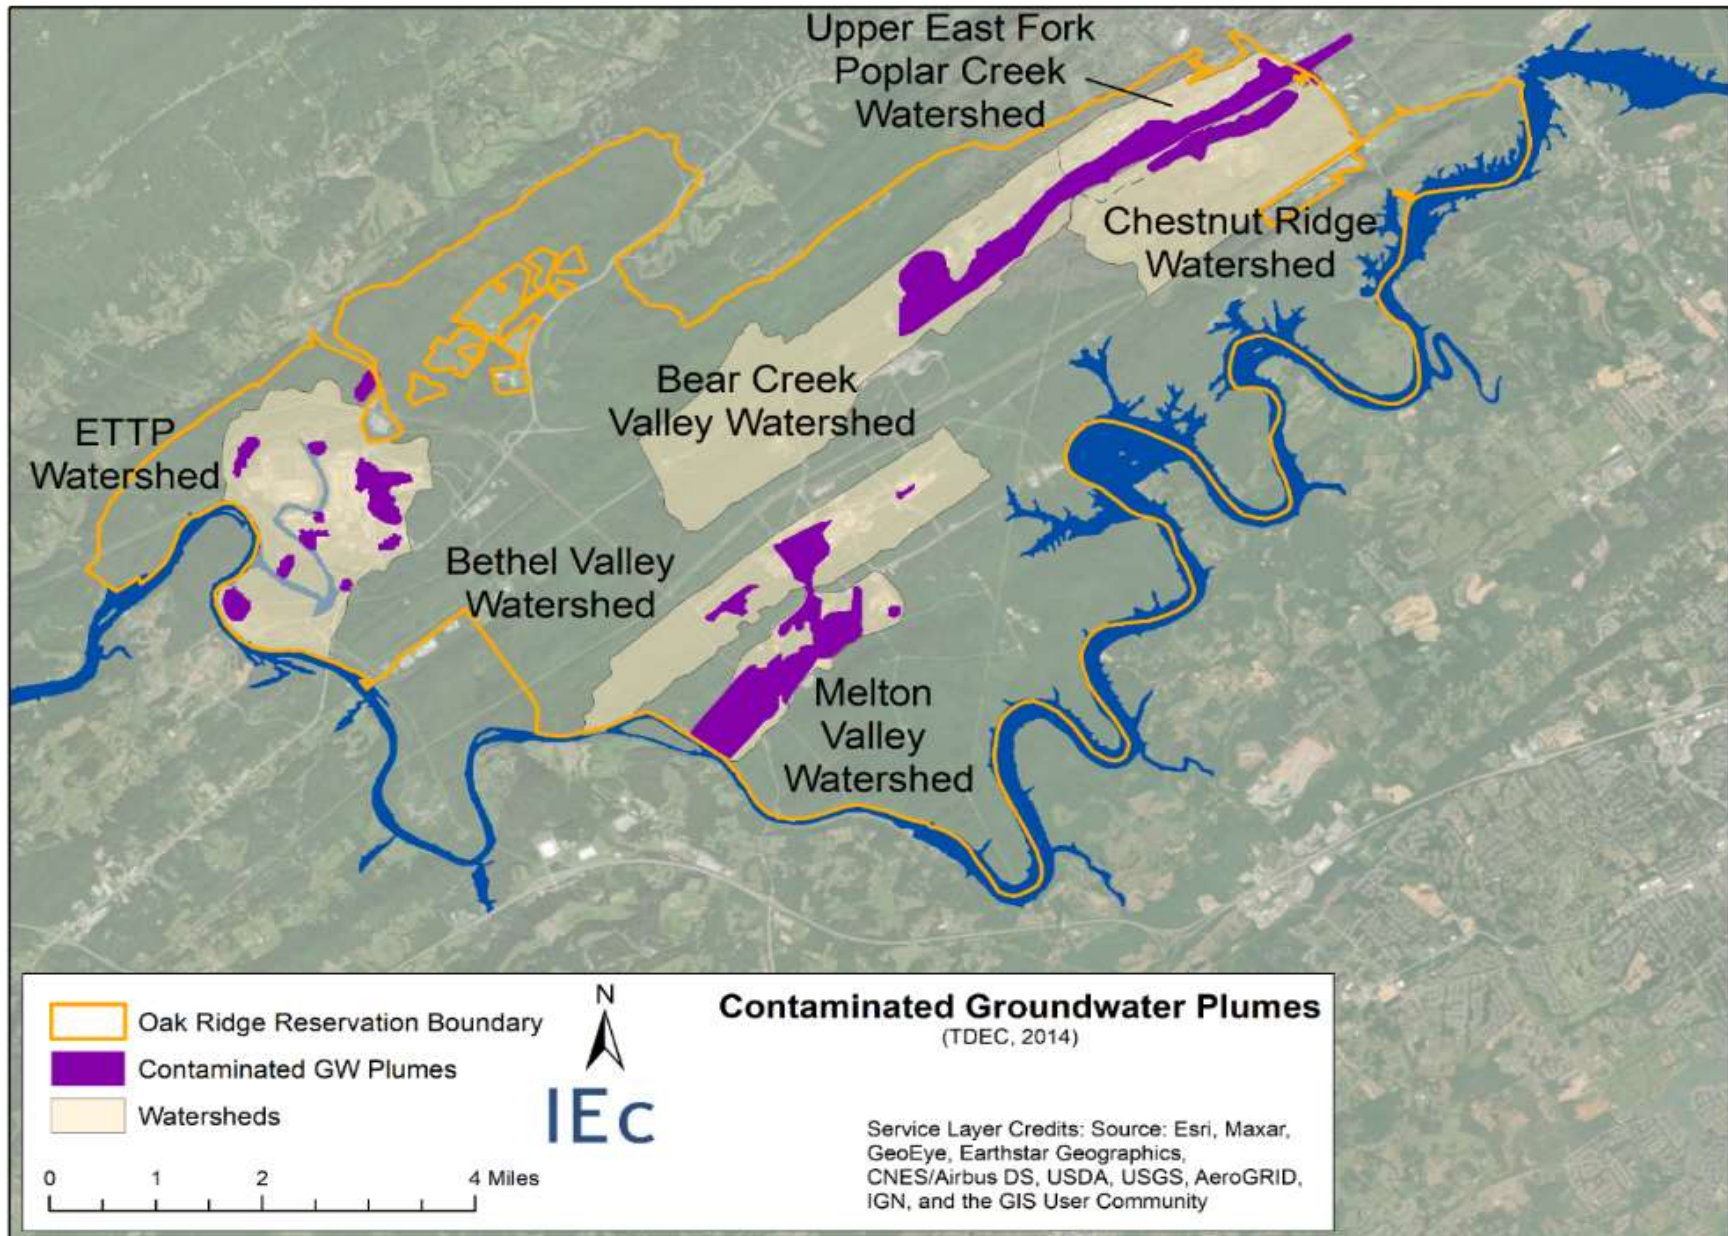 Upper East Fork
Poplar Creek
Watershed
Chestnut Ridge
Watershed
Bear Creek
Valley Watershed
ETTP
Watershed
Bethel Valley
Watershed
Melton
Valley
Watershed
Oak Ridge Reservation Boundary
Contaminated GW Plumes
Watersheds
0 1 2 4 Miles
N
IEc
Contaminated Groundwater Plumes
(TDEC, 2014)
Service Layer Credits: Source: Esri, Maxar,
GeoEye, Earthstar Geographics,
CNES/Airbus DS, USDA, USGS, AeroGRID,
IGN, and the GIS User Community